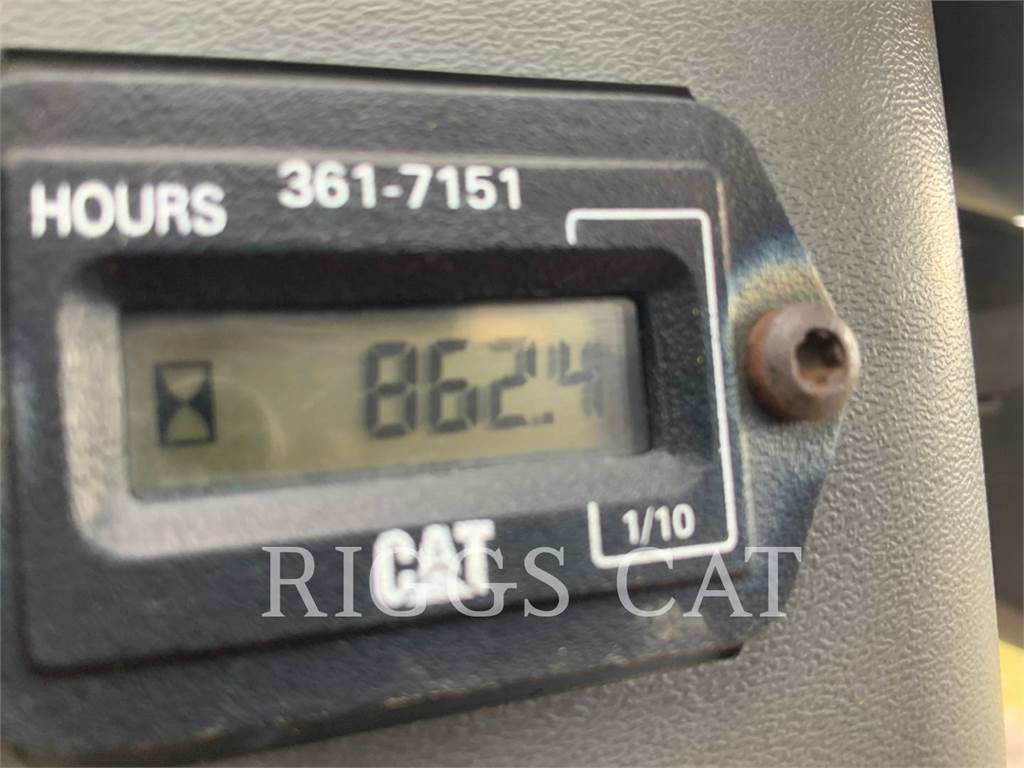 HOURS 361-7151
862.4
1/10
CAT
RIGGS CAT